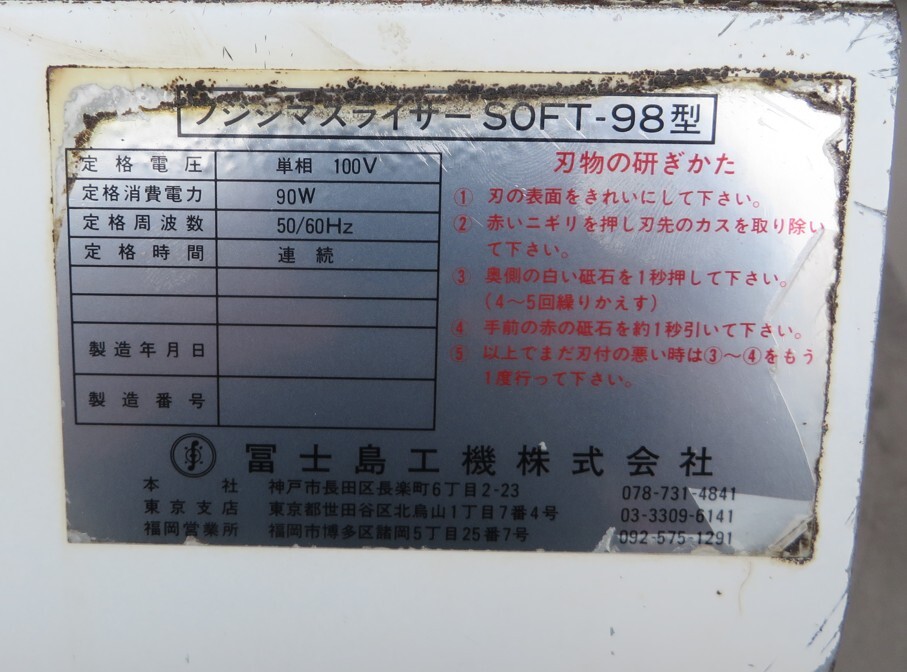 フジシマスライサー SOFT-98型
定格電圧 単相 100V
定格消費電力 90W
定格周波数 50/60Hz
定格時間 連続
製造年月日
製造番号
刃物の研ぎかた
① 刃の表面をきれいにして下さい。
② 赤いニギリを押し刃先のカスを取り除い
て下さい。
③ 奥側の白い砥石を1秒押して下さい。
(4〜5回繰りかえす)
④ 手前の赤の砥石を約1秒引いて下さい。
⑤ 以上でまだ刃付の悪い時は③〜④をもう
1度行って下さい。
冨士島工機株式会社
本社 神戸市長田区長楽町6丁目2-23 078-731-4841
東京支店 東京都世田谷区北烏山1丁目7番4号 03-3309-6141
福岡営業所 福岡市博多区諸岡5丁目25番7号 092-575-1291